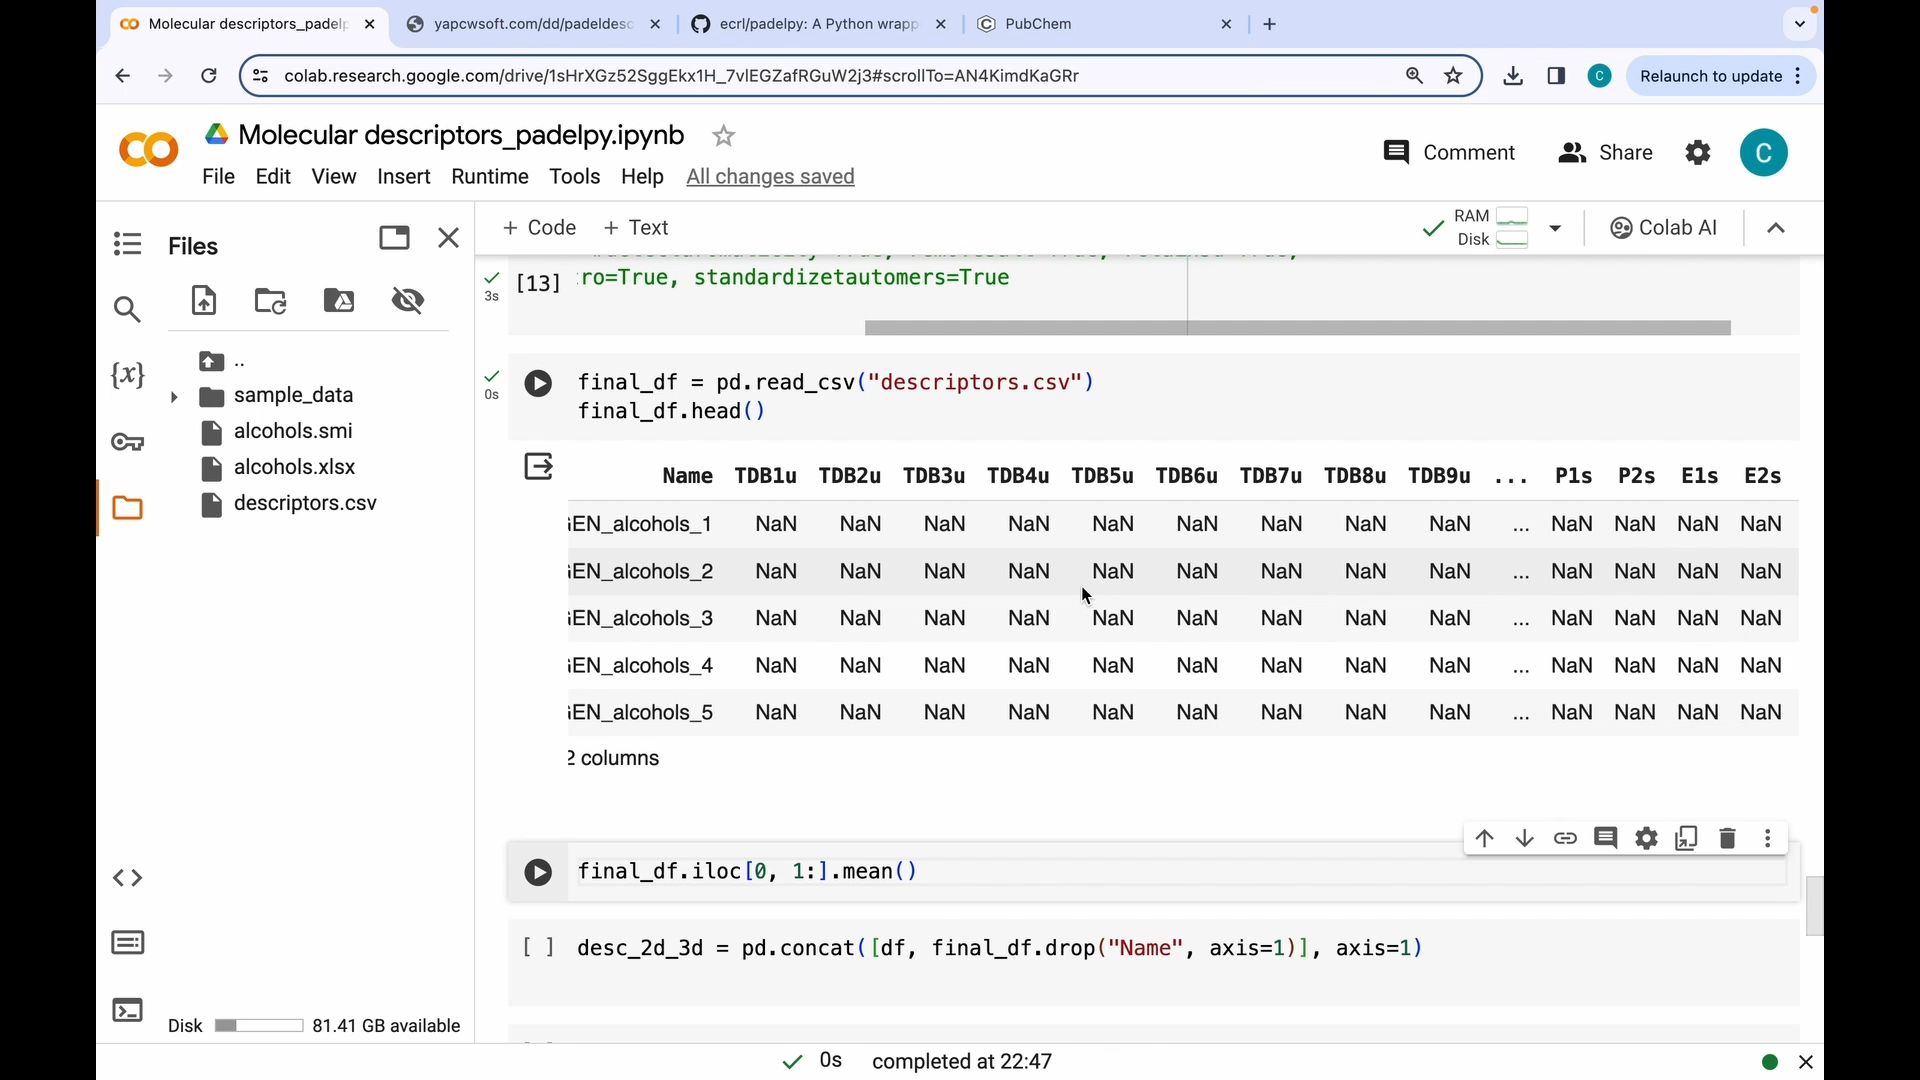 Molecular descriptors_padelp
yapcwsoft.com/dd/padeldesc
ecrl/padelpy: A Python wrapp
PubChem
colab.research.google.com/drive/1sHrXGz52SggEkx1H_7vlEGZafRGuW2j3#scrollTo=AN4KimdKaGRr
C
Relaunch to update
Molecular descriptors_padelpy.ipynb
Comment
Share
C
File Edit View Insert Runtime Tools Help All changes saved
Files
+ Code + Text
RAM
Disk
Colab AI
3s
[13]
ro=True, standardizetautomers=True
..
sample_data
alcohols.smi
alcohols.xlsx
descriptors.csv
{x}
0s
final_df = pd.read_csv("descriptors.csv")
final_df.head()
Name TDB1u TDB2u TDB3u TDB4u TDB5u TDB6u TDB7u TDB8u TDB9u ... P1s P2s E1s E2s
EN_alcohols_1 NaN NaN NaN NaN NaN NaN NaN NaN NaN ... NaN NaN NaN NaN
EN_alcohols_2 NaN NaN NaN NaN NaN NaN NaN NaN NaN ... NaN NaN NaN NaN
EN_alcohols_3 NaN NaN NaN NaN NaN NaN NaN NaN NaN ... NaN NaN NaN NaN
EN_alcohols_4 NaN NaN NaN NaN NaN NaN NaN NaN NaN ... NaN NaN NaN NaN
EN_alcohols_5 NaN NaN NaN NaN NaN NaN NaN NaN NaN ... NaN NaN NaN NaN
2 columns
final_df.iloc[0, 1:].mean()
[ ] desc_2d_3d = pd.concat([df, final_df.drop("Name", axis=1)], axis=1)
Disk 81.41 GB available
0s completed at 22:47